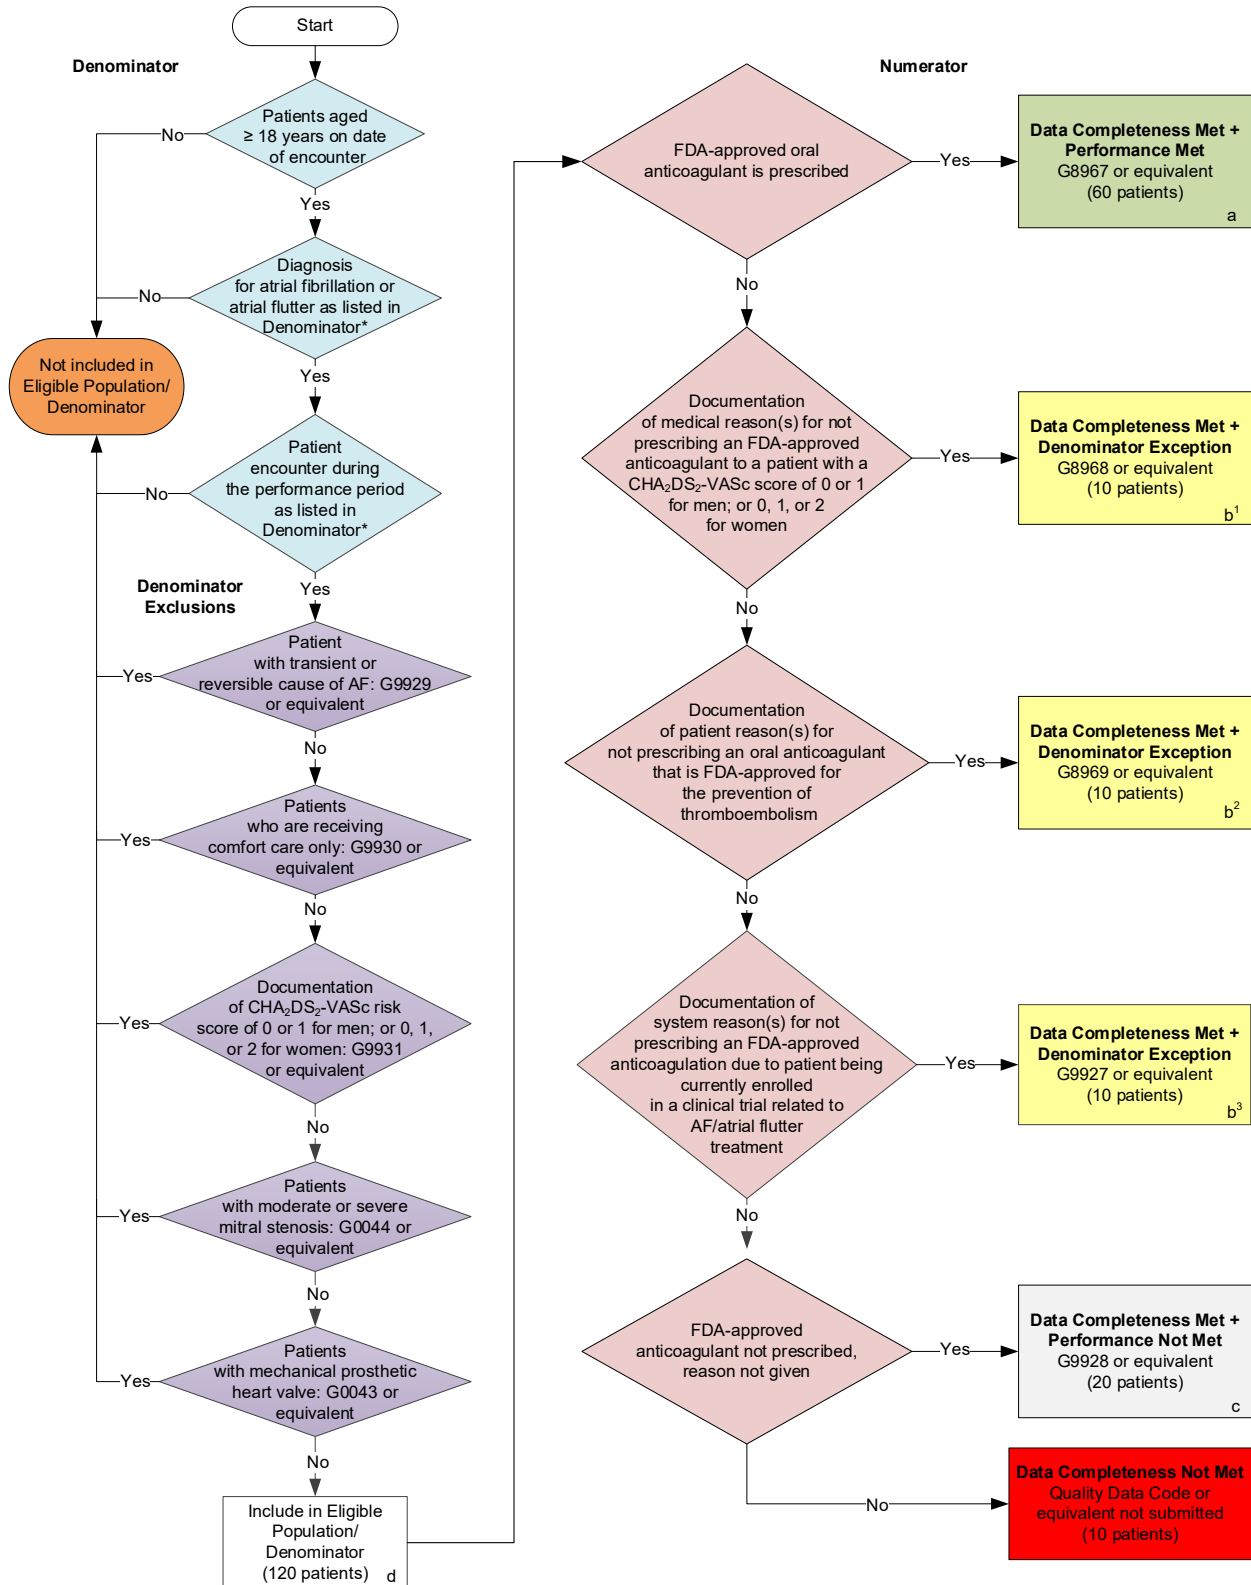 Start
Denominator
Patients aged
≥ 18 years on date
of encounter
No
Yes
Diagnosis
for atrial fibrillation or
atrial flutter as listed in
Denominator*
No
Yes
Not included in
Eligible Population/
Denominator
Patient
encounter during
the performance period
as listed in
Denominator*
No
Yes
Denominator
Exclusions
Patient
with transient or
reversible cause of AF: G9929
or equivalent
Yes
No
Patients
who are receiving
comfort care only: G9930 or
equivalent
Yes
No
Documentation
of CHA₂DS₂-VASc risk
score of 0 or 1 for men; or 0, 1,
or 2 for women: G9931
or equivalent
Yes
No
Patients
with moderate or severe
mitral stenosis: G0044 or
equivalent
Yes
No
Patients
with mechanical prosthetic
heart valve: G0043 or
equivalent
Yes
No
Include in Eligible
Population/
Denominator
(120 patients)
d
Numerator
FDA-approved oral
anticoagulant is prescribed
Yes
Data Completeness Met +
Performance Met
G8967 or equivalent
(60 patients)
a
No
Documentation
of medical reason(s) for not
prescribing an FDA-approved
anticoagulant to a patient with a
CHA₂DS₂-VASc score of 0 or 1
for men; or 0, 1, or 2
for women
Yes
Data Completeness Met +
Denominator Exception
G8968 or equivalent
(10 patients)
b¹
No
Documentation
of patient reason(s) for
not prescribing an oral anticoagulant
that is FDA-approved for
the prevention of
thromboembolism
Yes
Data Completeness Met +
Denominator Exception
G8969 or equivalent
(10 patients)
b²
No
Documentation of
system reason(s) for not
prescribing an FDA-approved
anticoagulation due to patient being
currently enrolled
in a clinical trial related to
AF/atrial flutter
treatment
Yes
Data Completeness Met +
Denominator Exception
G9927 or equivalent
(10 patients)
b³
No
FDA-approved
anticoagulant not prescribed,
reason not given
Yes
Data Completeness Met +
Performance Not Met
G9928 or equivalent
(20 patients)
c
No
Data Completeness Not Met
Quality Data Code or
equivalent not submitted
(10 patients)